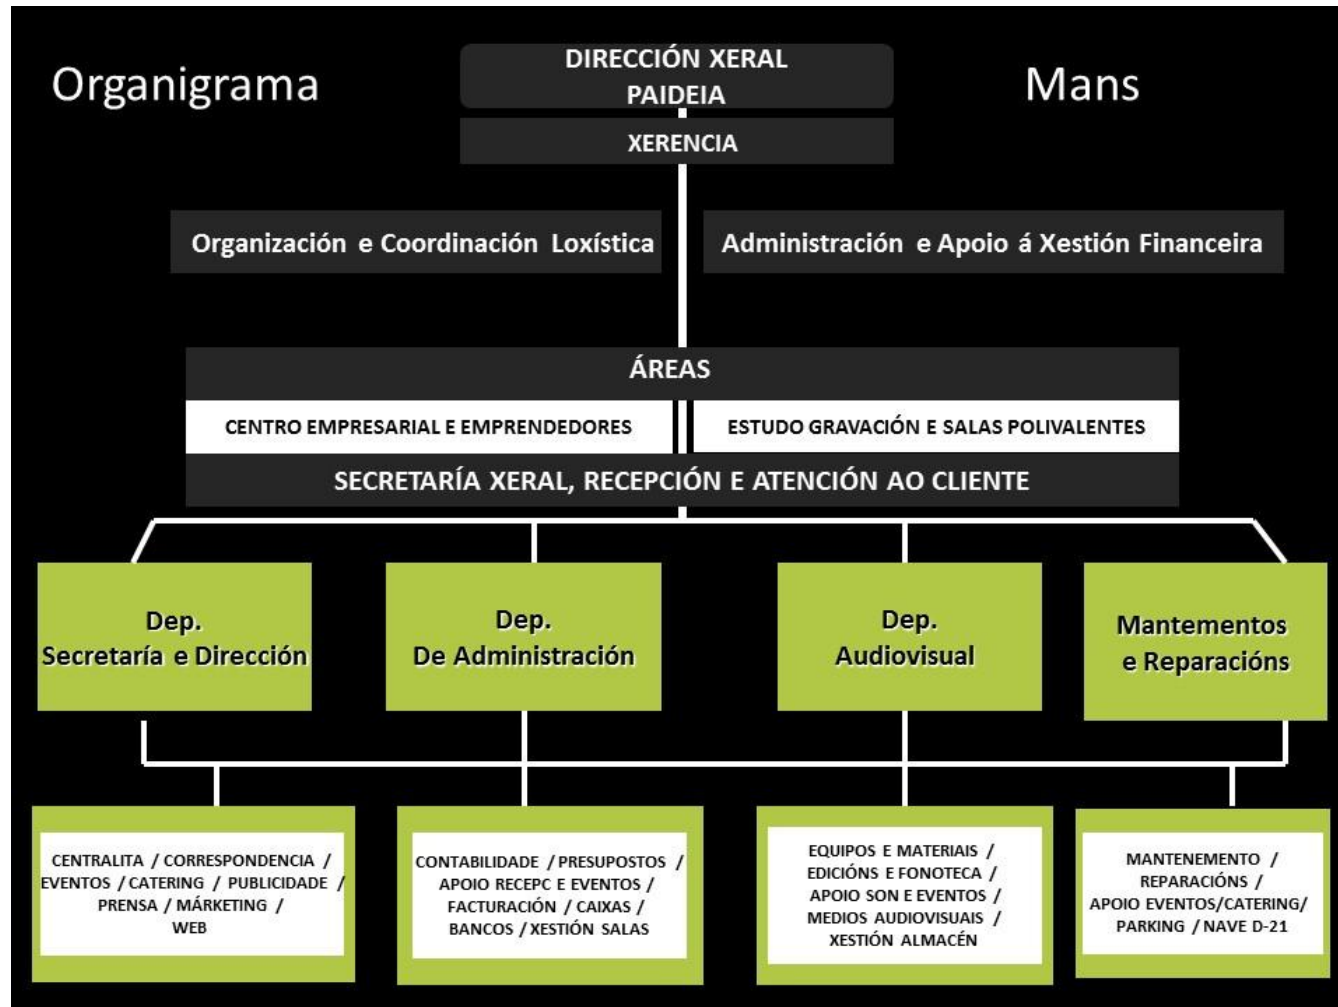 Organigrama
DIRECCIÓN XERAL
PAIDEIA
Mans
XERENCIA
Organización e Coordinación Loxística
Administración e Apoio á Xestión Financeira
ÁREAS
CENTRO EMPRESARIAL E EMPRENDEDORES
ESTUDO GRAVACIÓN E SALAS POLIVALENTES
SECRETARÍA XERAL, RECEPCIÓN E ATENCIÓN AO CLIENTE
Dep.
Secretaría e Dirección
Dep.
De Administración
Dep.
Audiovisual
Mantementos
e Reparacións
CENTRALITA / CORRESPONDENCIA /
EVENTOS / CATERING / PUBLICIDADE /
PRENSA / MÁRKETING /
WEB
CONTABILIDADE / PRESUPOSTOS /
APOIO RECEPC E EVENTOS /
FACTURACIÓN / CAIXAS /
BANCOS / XESTIÓN SALAS
EQUIPOS E MATERIAIS /
EDICIÓNS E FONOTECA /
APOIO SON E EVENTOS /
MEDIOS AUDIOVISUAIS /
XESTIÓN ALMACÉN
MANTENEMENTO /
REPARACIÓNS /
APOIO EVENTOS/CATERING/
PARKING / NAVE D-21